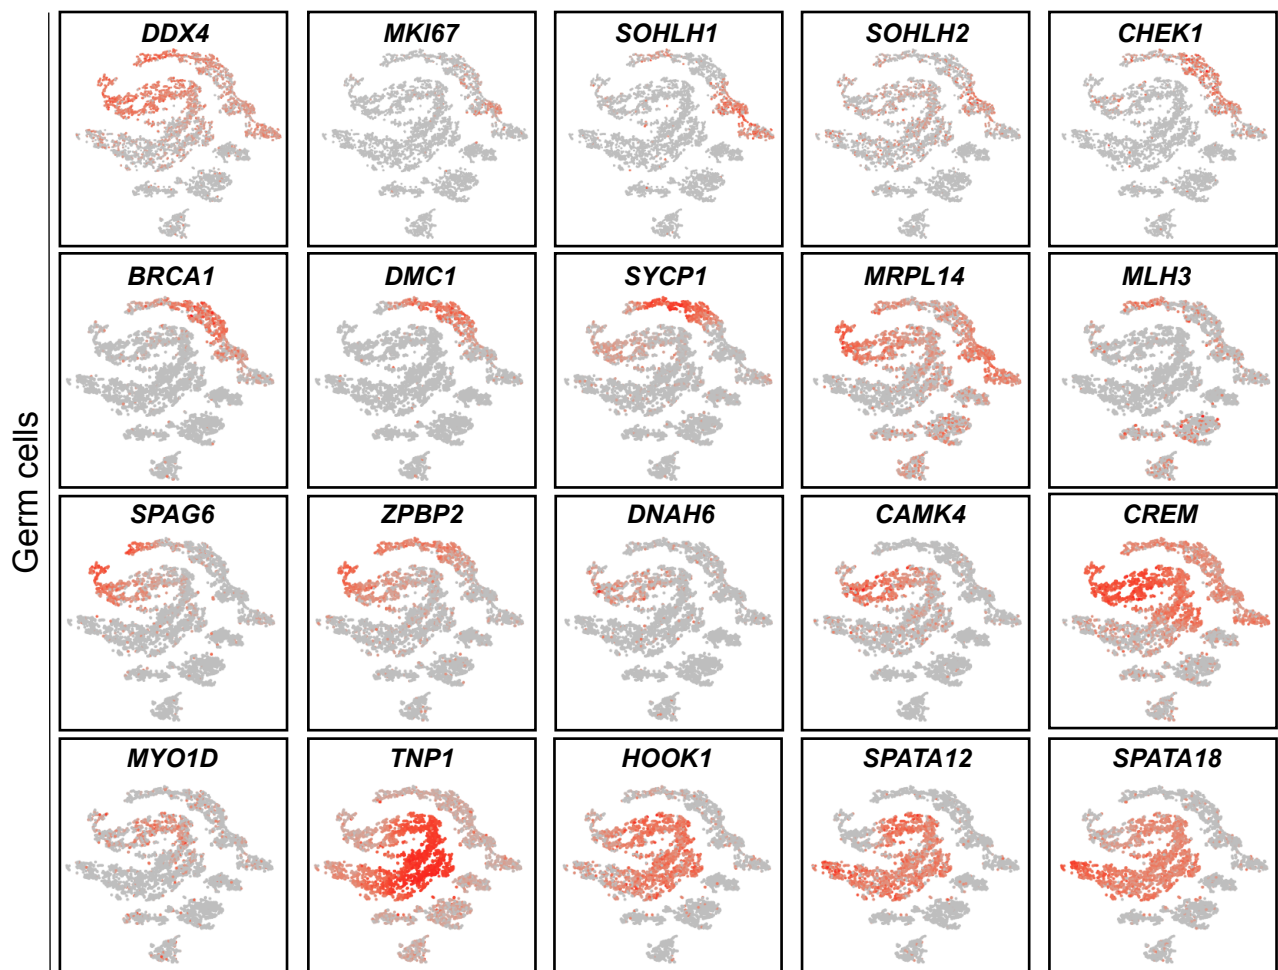 Germ cells
DDX4 MKI67 SOHLH1 SOHLH2 CHEK1
BRCA1 DMC1 SYCP1 MRPL14 MLH3
SPAG6 ZPBP2 DNAH6 CAMK4 CREM
MYO1D TNP1 HOOK1 SPATA12 SPATA18